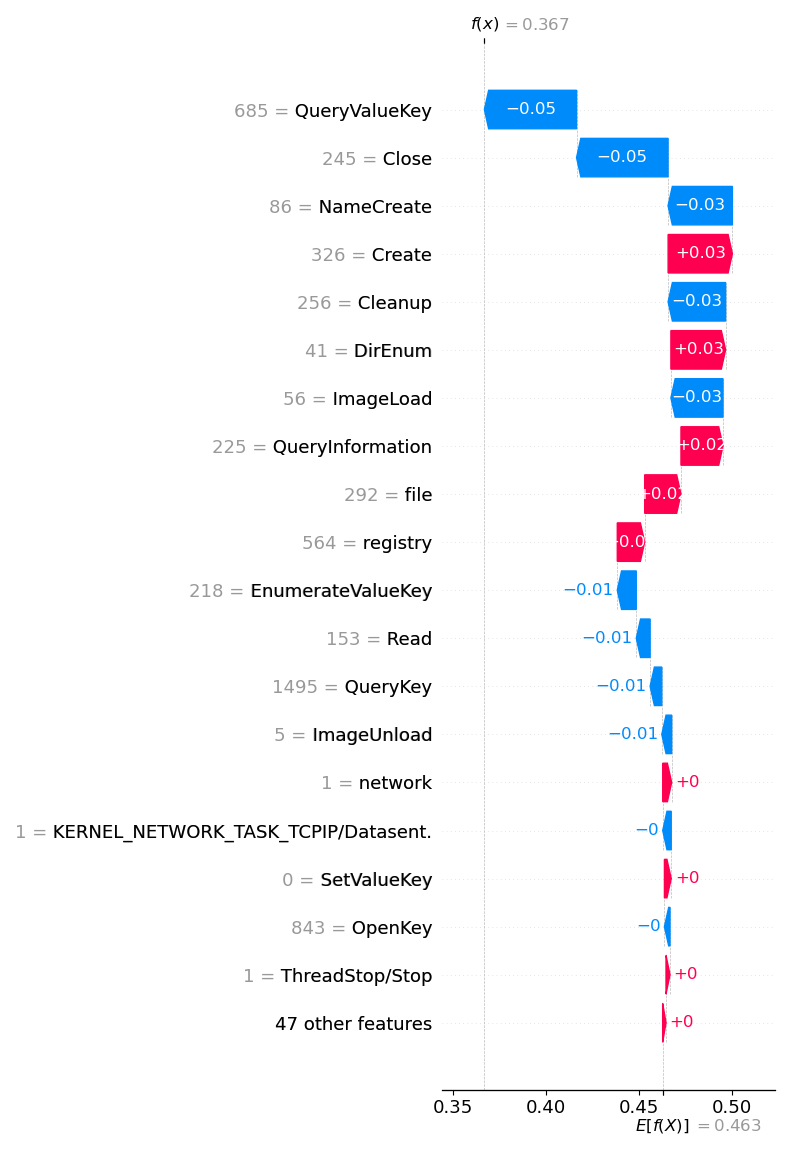 f(x) = 0.367
685 = QueryValueKey −0.05
245 = Close −0.05
86 = NameCreate −0.03
326 = Create +0.03
256 = Cleanup −0.03
41 = DirEnum +0.03
56 = ImageLoad −0.03
225 = QueryInformation +0.02
292 = file +0.02
564 = registry
218 = EnumerateValueKey −0.01
153 = Read −0.01
1495 = QueryKey −0.01
5 = ImageUnload −0.01
1 = network +0
1 = KERNEL_NETWORK_TASK_TCPIP/Datasent. −0
0 = SetValueKey +0
843 = OpenKey −0
1 = ThreadStop/Stop +0
47 other features +0
0.35 0.40 0.45 0.50
E[f(X)] = 0.463